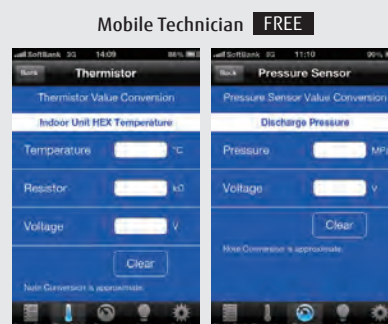 Mobile Technician FREE
SoftBank 3G 14:09 86%
Back Thermistor
Thermistor Value Conversion
Indoor Unit HEX Temperature
Temperature °C
Resistor kΩ
Voltage V
Clear
Note Conversion is approximate.
SoftBank 3G 11:10
Back Pressure Sensor
Pressure Sensor Value Conversion
Discharge Pressure
Pressure MPa
Voltage V
Clear
Note Conversion is approximate.